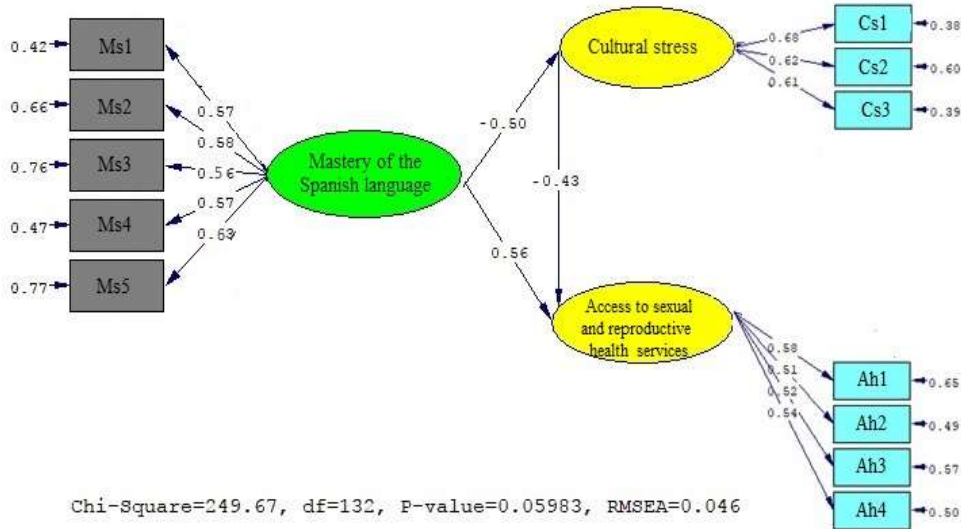 0.42
Ms1
0.66
Ms2
0.76
Ms3
0.47
Ms4
0.77
Ms5
0.57
0.58
0.56
0.57
0.63
Mastery of the
Spanish language
-0.50
0.56
-0.43
Cultural stress
0.68
0.62
0.61
Cs1
0.38
Cs2
0.60
Cs3
0.39
Access to sexual
and reproductive
health services
0.58
0.51
0.52
0.54
Ah1
0.65
Ah2
0.49
Ah3
0.57
Ah4
0.50
Chi-Square=249.67, df=132, P-value=0.05983, RMSEA=0.046